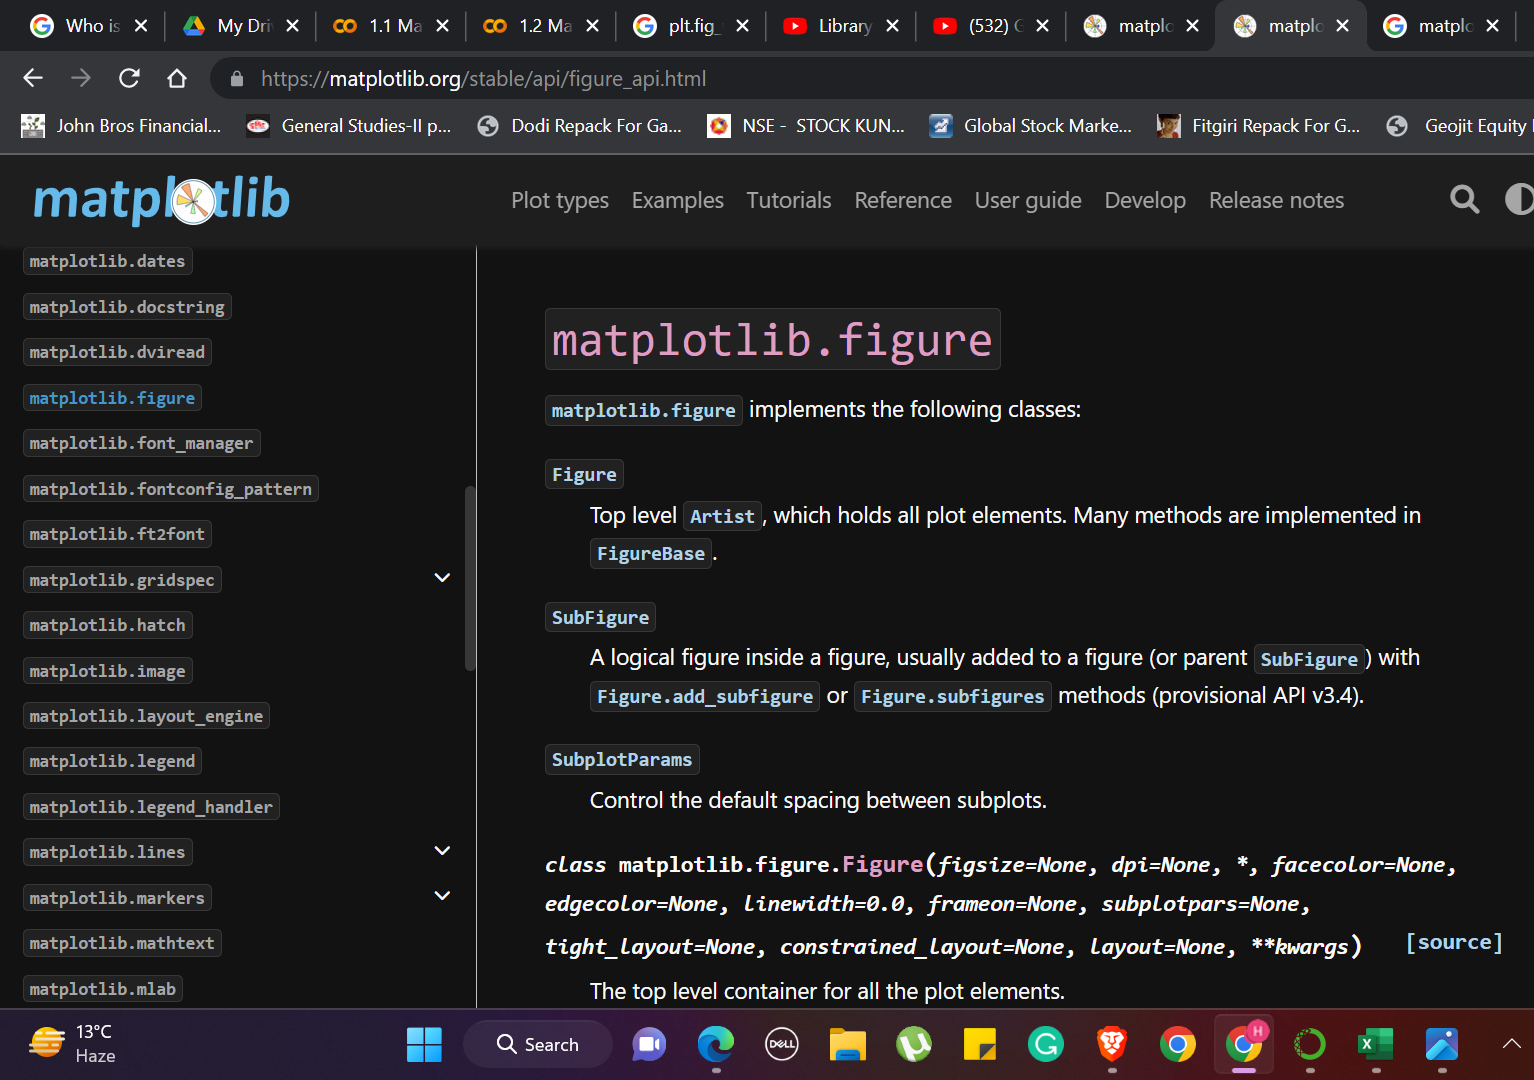 Who is
My Dri
1.1 Ma
1.2 Ma
plt.fig_
Library
(532)
matplo
matplo
matplo
https://matplotlib.org/stable/api/figure_api.html
John Bros Financial...
General Studies-II p...
Dodi Repack For Ga...
NSE - STOCK KUN...
Global Stock Marke...
Fitgiri Repack For G...
Geojit Equity
matplotlib
Plot types
Examples
Tutorials
Reference
User guide
Develop
Release notes
matplotlib.dates
matplotlib.docstring
matplotlib.dviread
matplotlib.figure
matplotlib.font_manager
matplotlib.fontconfig_pattern
matplotlib.ft2font
matplotlib.gridspec
matplotlib.hatch
matplotlib.image
matplotlib.layout_engine
matplotlib.legend
matplotlib.legend_handler
matplotlib.lines
matplotlib.markers
matplotlib.mathtext
matplotlib.mlab
matplotlib.figure
matplotlib.figure implements the following classes:
Figure
Top level Artist, which holds all plot elements. Many methods are implemented in
FigureBase.
SubFigure
A logical figure inside a figure, usually added to a figure (or parent SubFigure) with
Figure.add_subfigure or Figure.subfigures methods (provisional API v3.4).
SubplotParams
Control the default spacing between subplots.
class matplotlib.figure.Figure(figsize=None, dpi=None, *, facecolor=None,
edgecolor=None, linewidth=0.0, frameon=None, subplotpars=None,
tight_layout=None, constrained_layout=None, layout=None, **kwargs) [source]
The top level container for all the plot elements.
13°C
Haze
Search
DELL
H